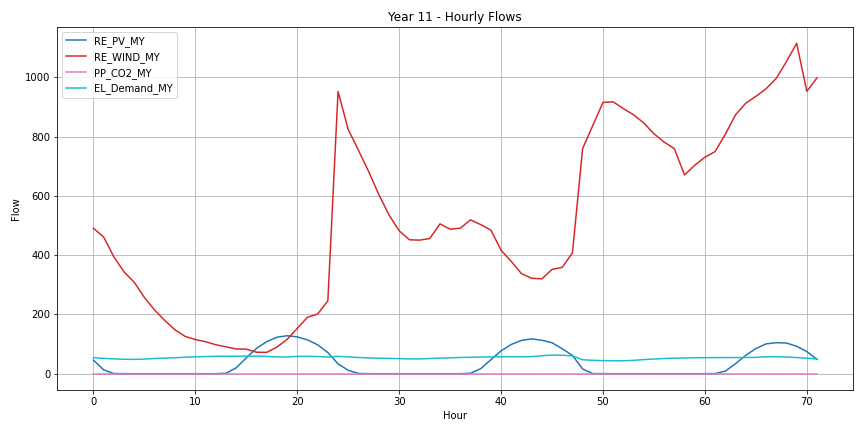 Year 11 - Hourly Flows
RE_PV_MY
RE_WIND_MY
PP_CO2_MY
EL_Demand_MY
1000
800
600
400
200
0
Flow
0 10 20 30 40 50 60 70
Hour